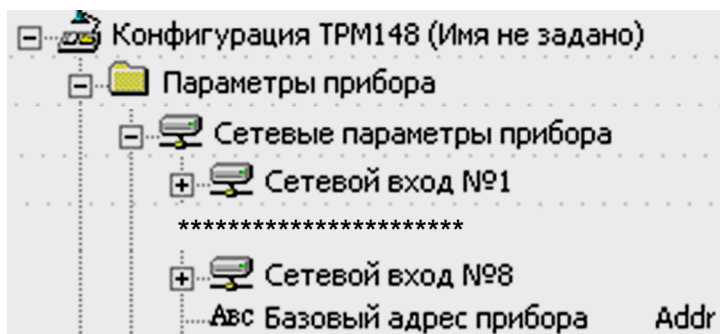 Конфигурация ТРМ148 (Имя не задано)
Параметры прибора
Сетевые параметры прибора
Сетевой вход №1
***********************
Сетевой вход №8
Авс Базовый адрес прибора Addr